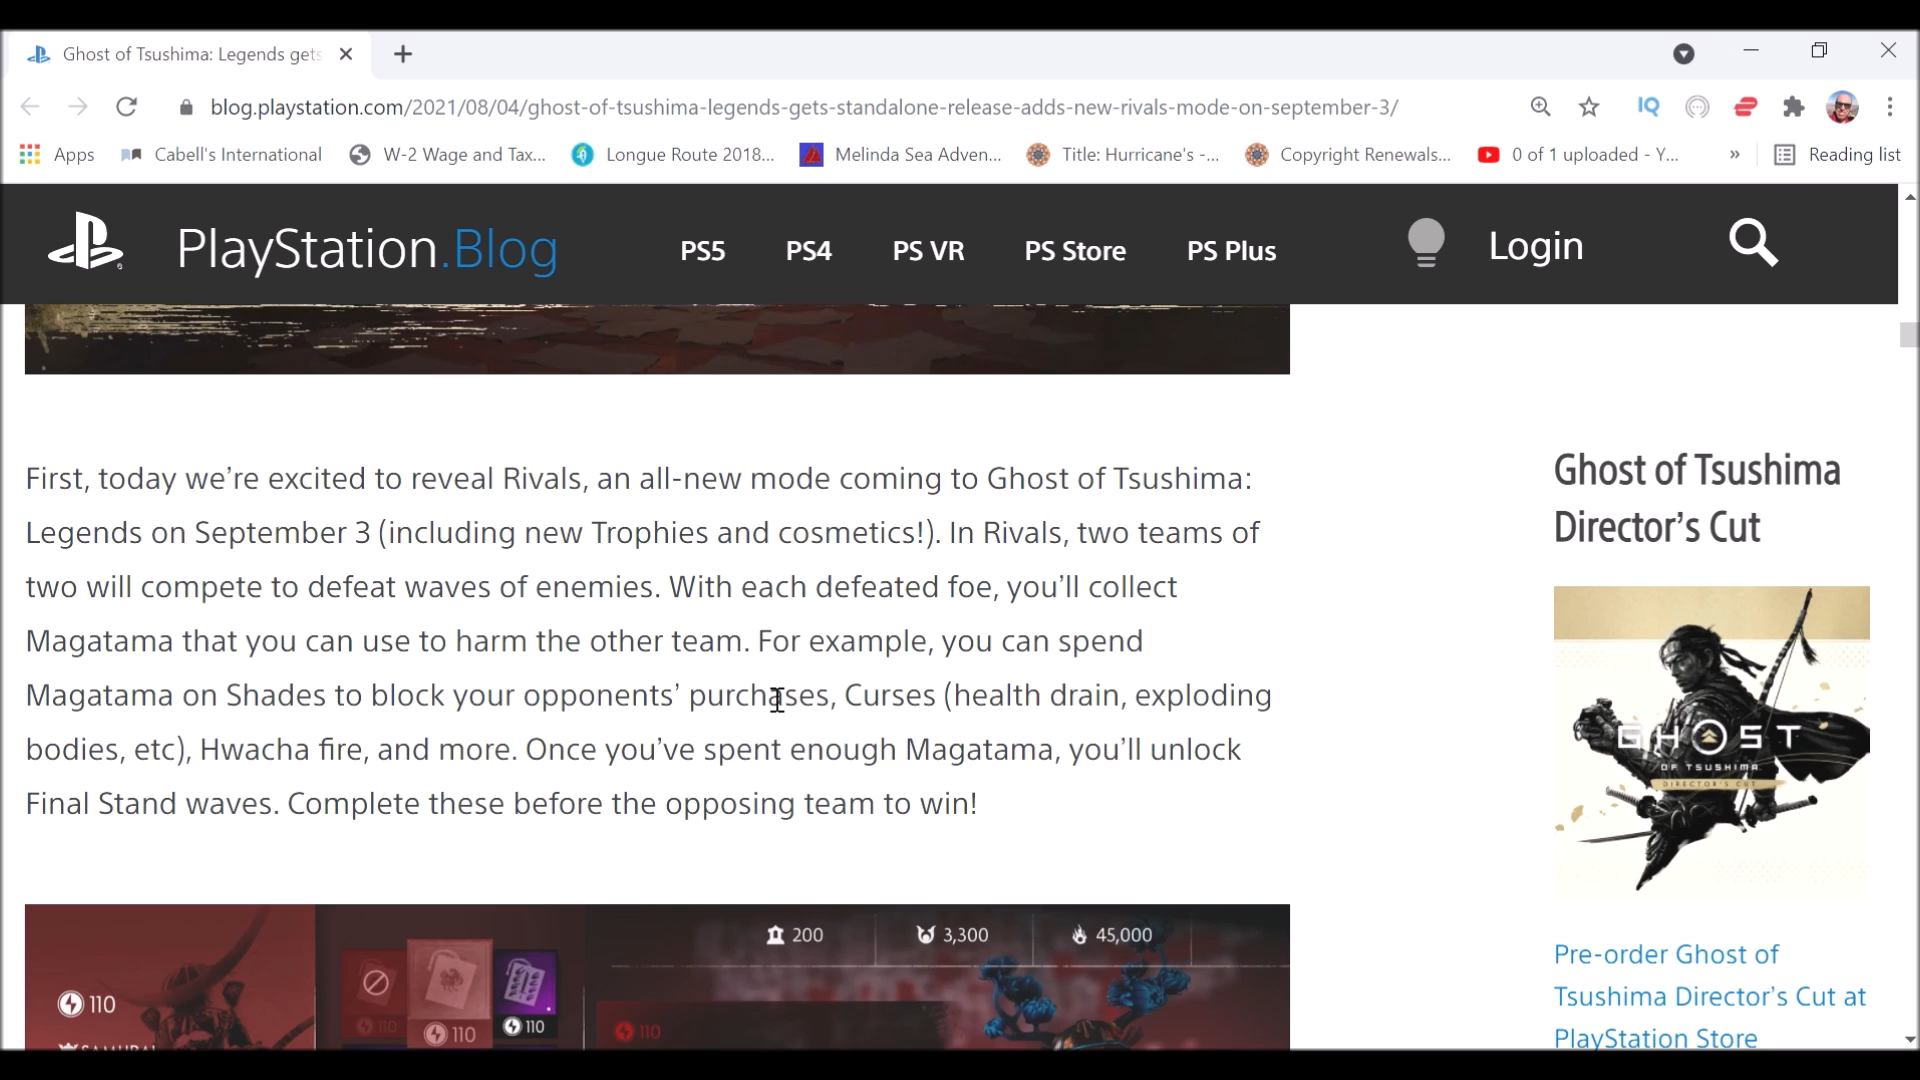 Ghost of Tsushima: Legends gets
blog.playstation.com/2021/08/04/ghost-of-tsushima-legends-gets-standalone-release-adds-new-rivals-mode-on-september-3/
IQ
Apps
Cabell's International
W-2 Wage and Tax...
Longue Route 2018...
Melinda Sea Adven...
Title: Hurricane's -...
Copyright Renewals...
0 of 1 uploaded - Y...
»
Reading list
PlayStation.Blog
PS5
PS4
PS VR
PS Store
PS Plus
Login
First, today we’re excited to reveal Rivals, an all-new mode coming to Ghost of Tsushima:
Legends on September 3 (including new Trophies and cosmetics!). In Rivals, two teams of
two will compete to defeat waves of enemies. With each defeated foe, you’ll collect
Magatama that you can use to harm the other team. For example, you can spend
Magatama on Shades to block your opponents’ purchases, Curses (health drain, exploding
bodies, etc), Hwacha fire, and more. Once you’ve spent enough Magatama, you’ll unlock
Final Stand waves. Complete these before the opposing team to win!
200
3,300
45,000
110
110
110
110
110
SAMURAI
Ghost of Tsushima
Director’s Cut
GHOST
OF TSUSHIMA
DIRECTOR'S CUT
Pre-order Ghost of
Tsushima Director’s Cut at
PlayStation Store